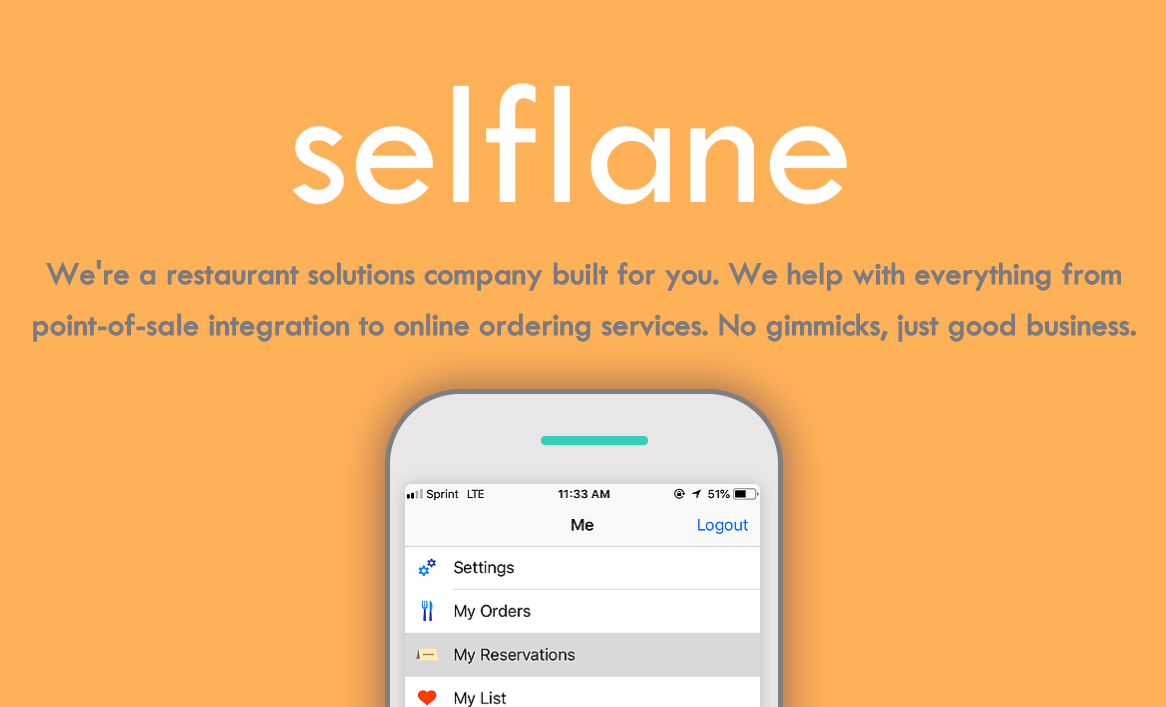 selflane
We're a restaurant solutions company built for you. We help with everything from
point-of-sale integration to online ordering services. No gimmicks, just good business.
Sprint LTE 11:33 AM 51%
Me Logout
Settings
My Orders
My Reservations
My List